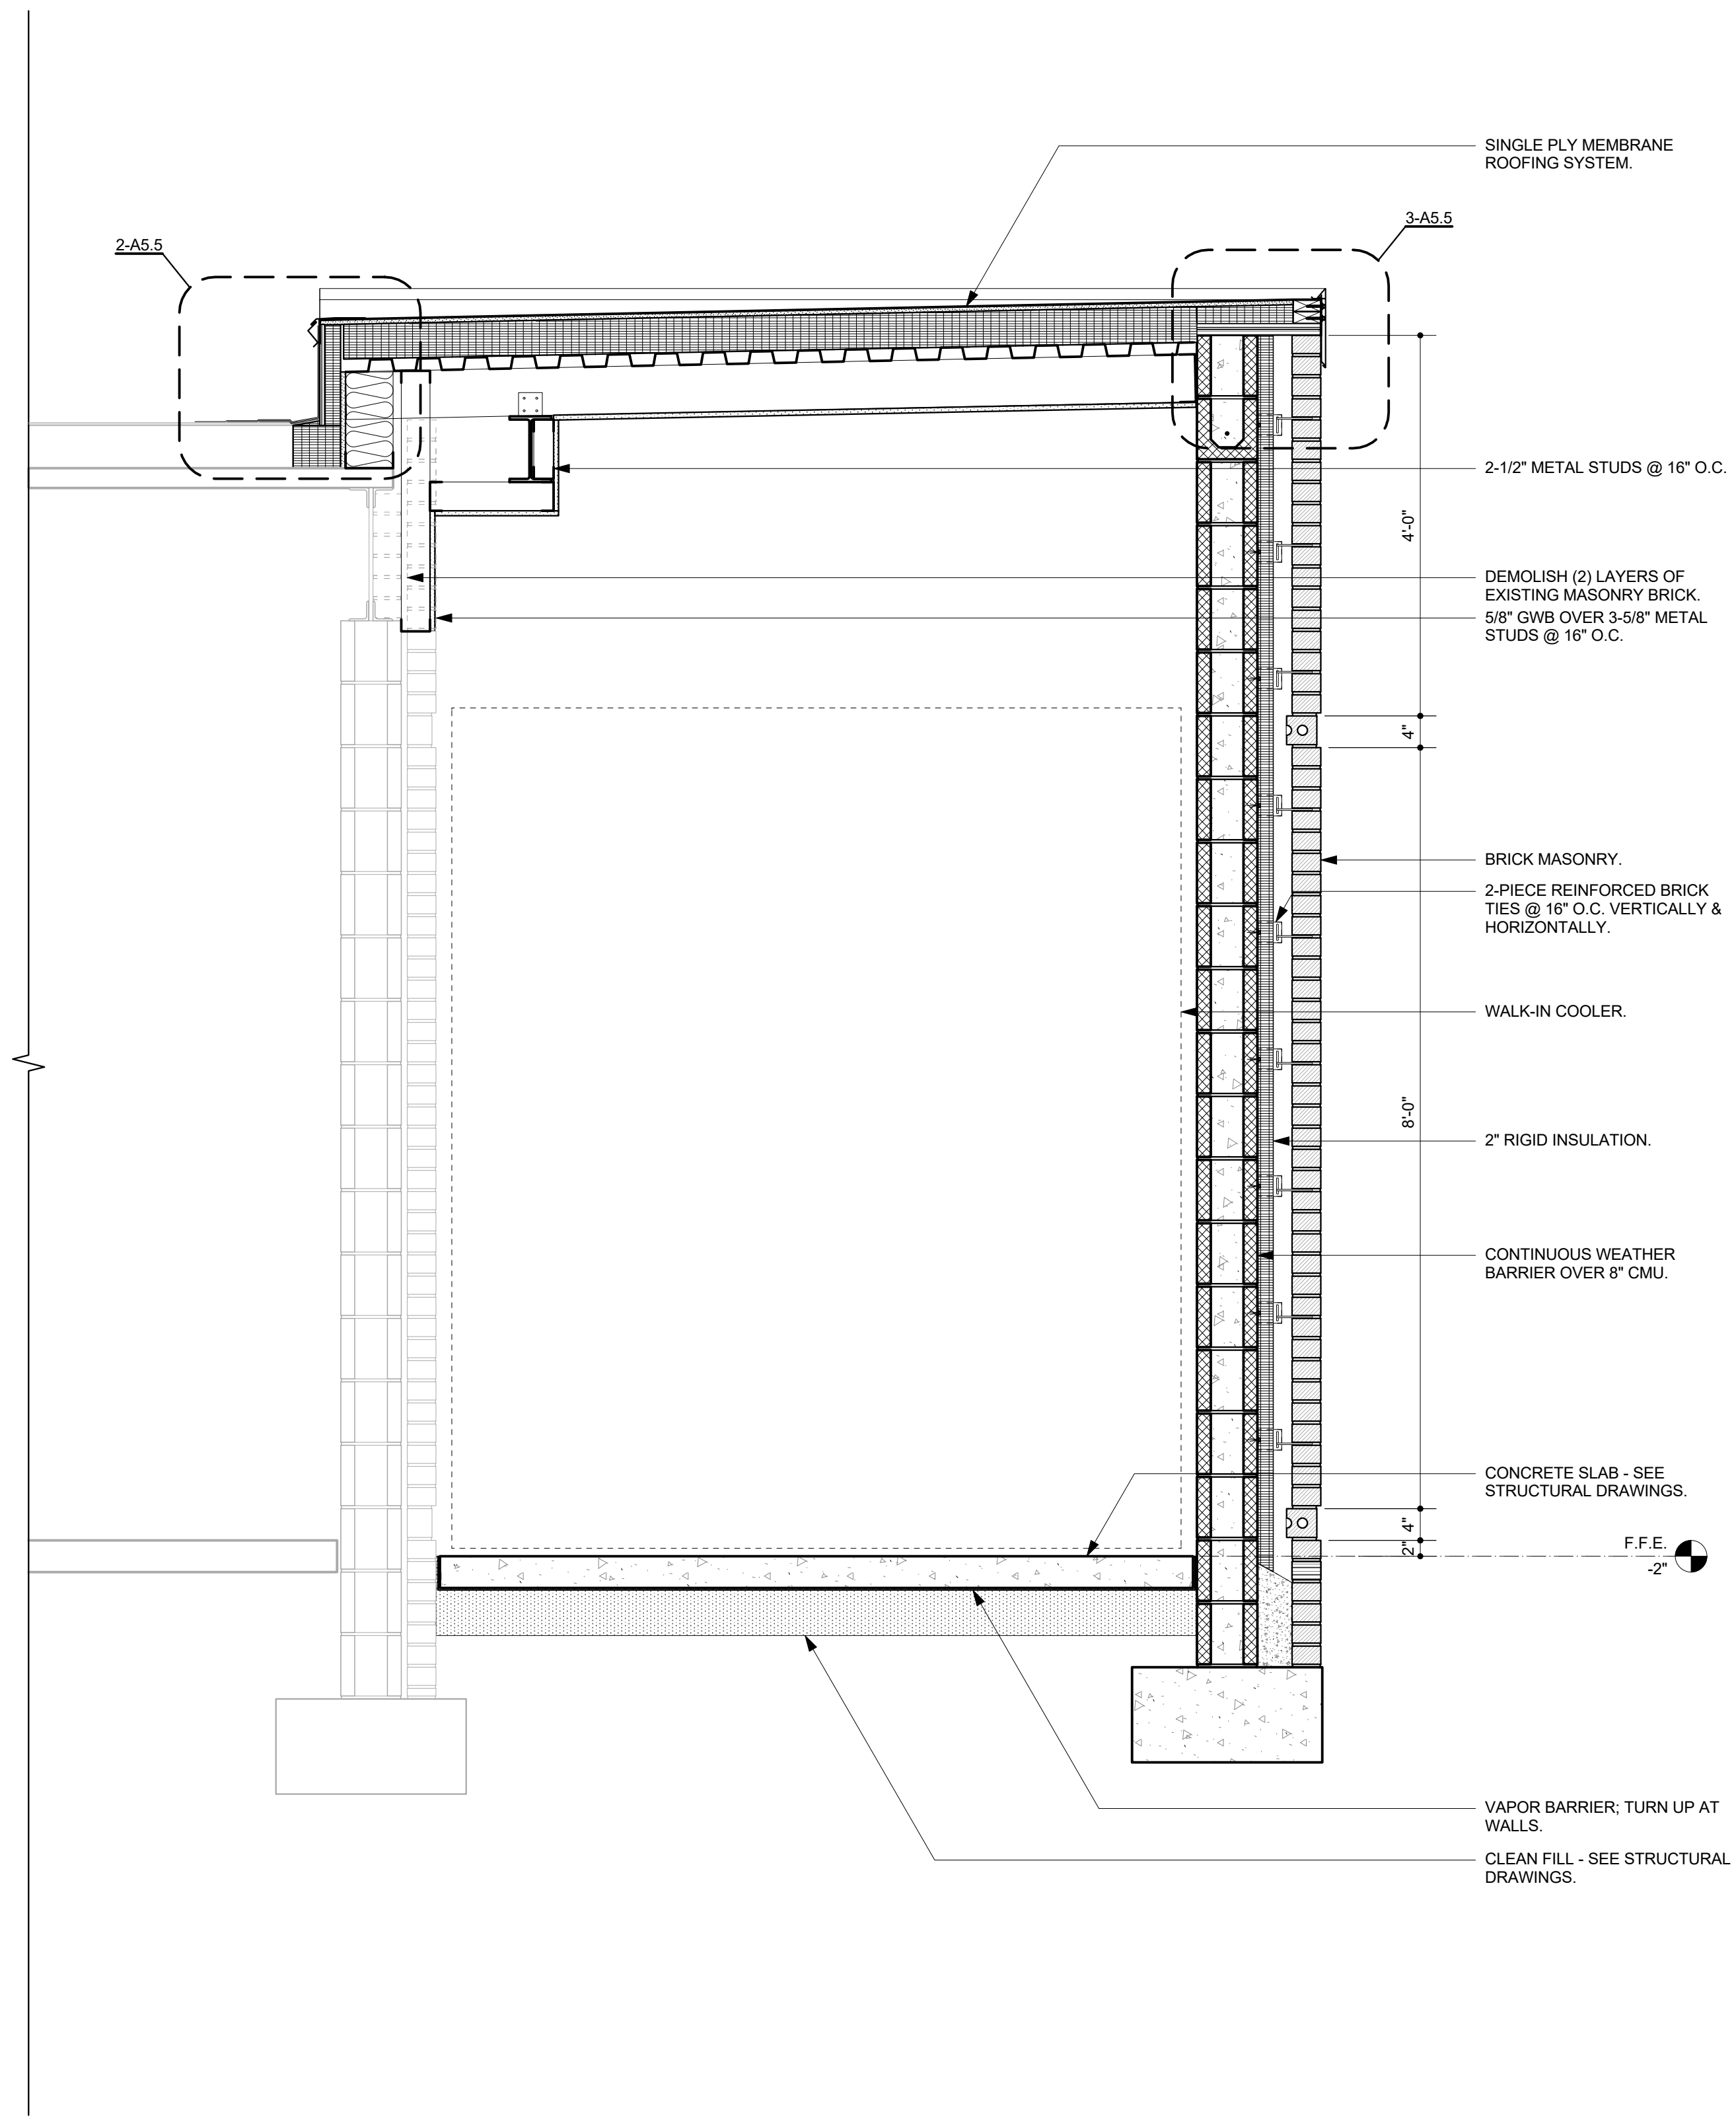 SINGLE PLY MEMBRANE
ROOFING SYSTEM.
3-A5.5
2-A5.5
2-1/2" METAL STUDS @ 16" O.C.
4'-0"
DEMOLISH (2) LAYERS OF
EXISTING MASONRY BRICK.
5/8" GWB OVER 3-5/8" METAL
STUDS @ 16" O.C.
4"
BRICK MASONRY.
2-PIECE REINFORCED BRICK
TIES @ 16" O.C. VERTICALLY &
HORIZONTALLY.
WALK-IN COOLER.
8'-0"
2" RIGID INSULATION.
CONTINUOUS WEATHER
BARRIER OVER 8" CMU.
CONCRETE SLAB - SEE
STRUCTURAL DRAWINGS.
4"
2"
F.F.E.
-2"
VAPOR BARRIER; TURN UP AT
WALLS.
CLEAN FILL - SEE STRUCTURAL
DRAWINGS.